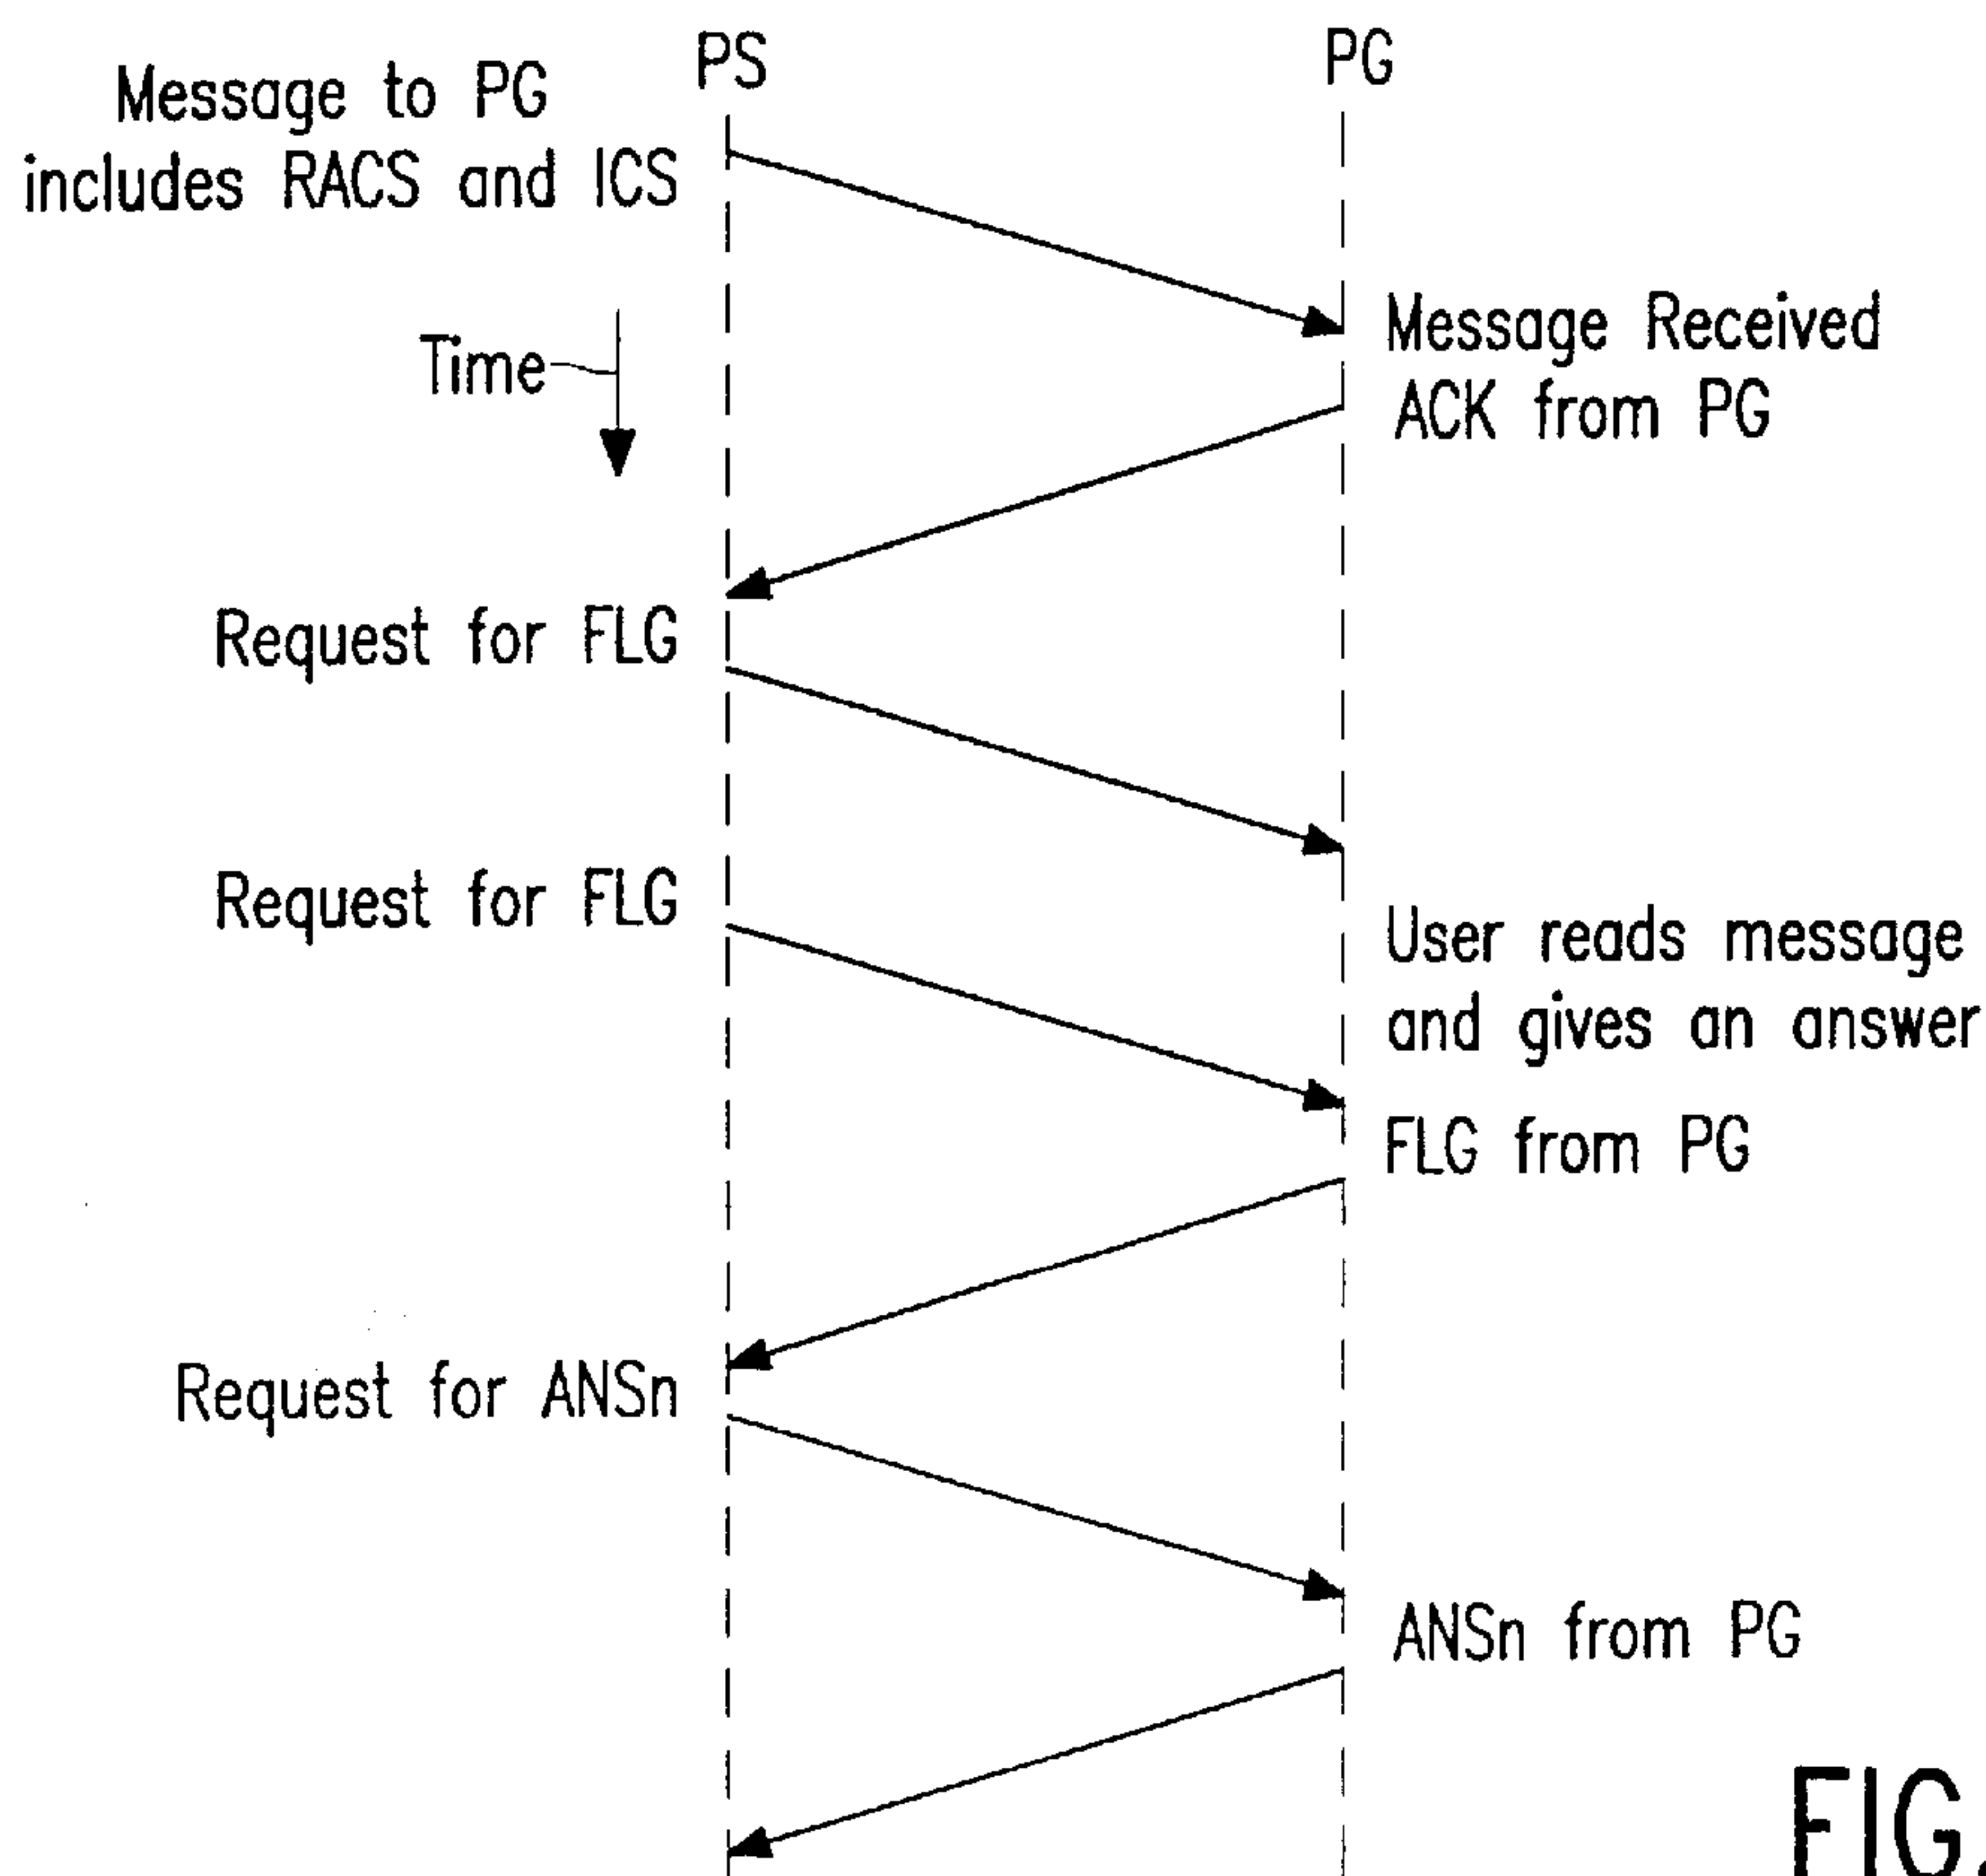 PS
PG
Message to PG
includes RACS and ICS
Time
Message Received
ACK from PG
Request for FLG
Request for FLG
User reads message
and gives an answer
FLG from PG
Request for ANSn
ANSn from PG
FIG.